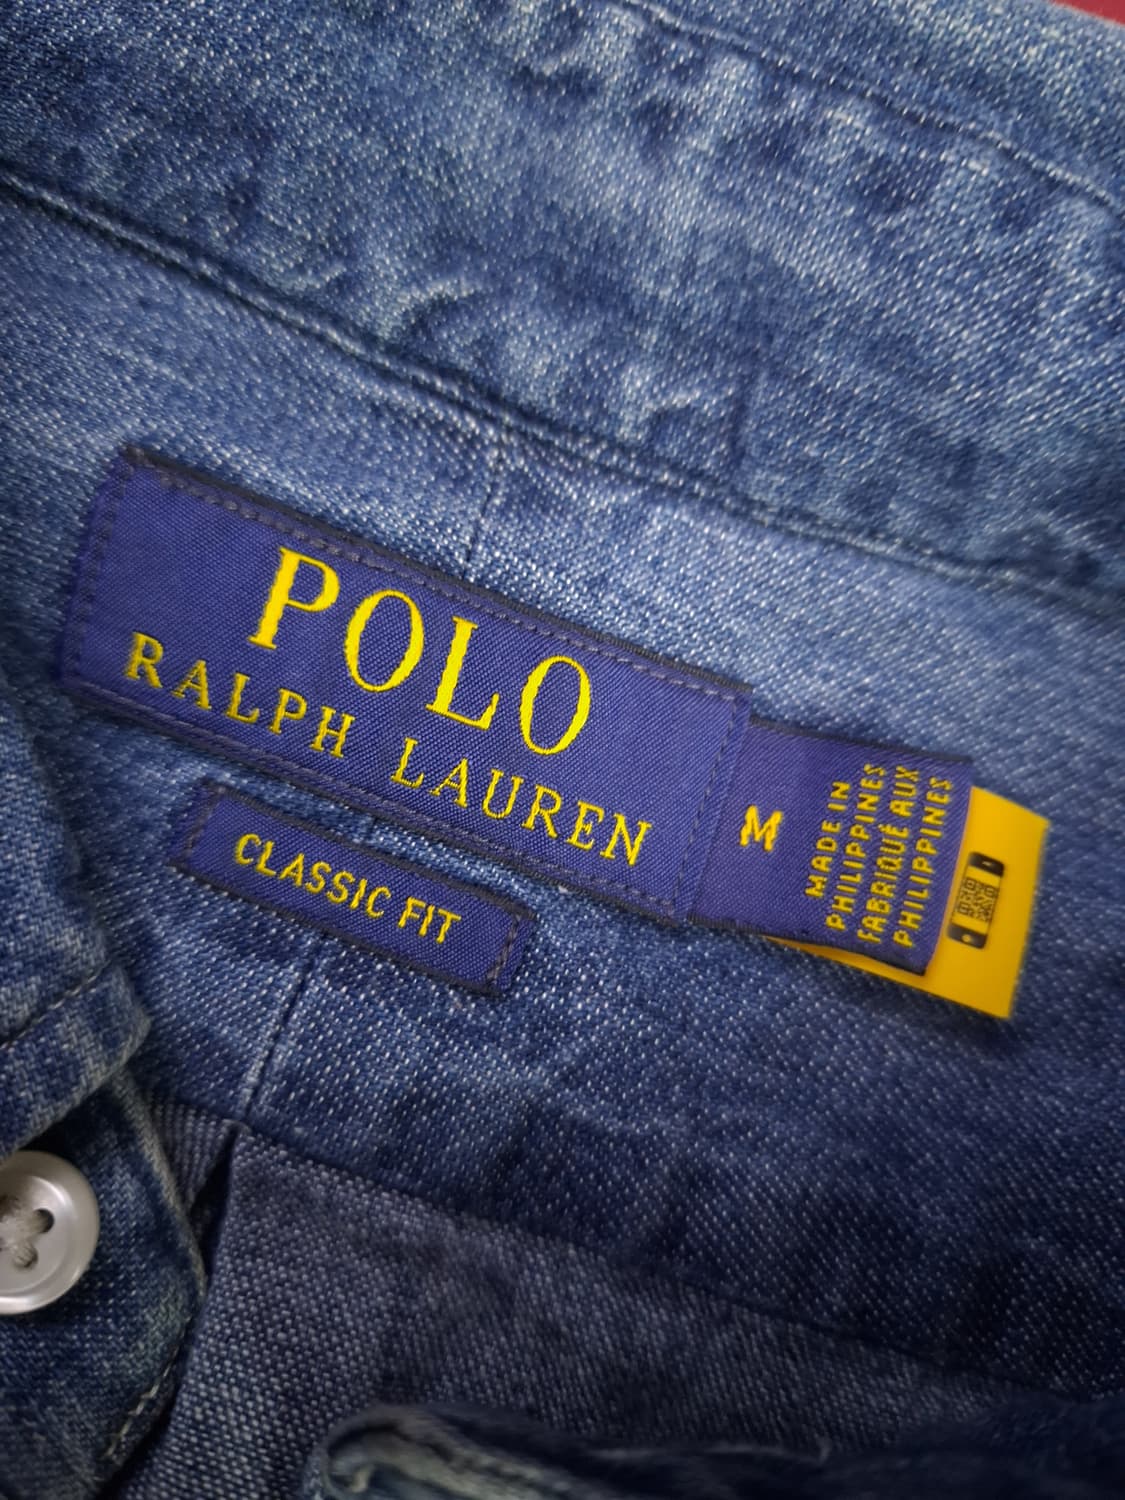 POLO
RALPH LAUREN
CLASSIC FIT
M
MADE IN
PHILIPPINES
FABRIQUÉ AUX
PHILIPPINES